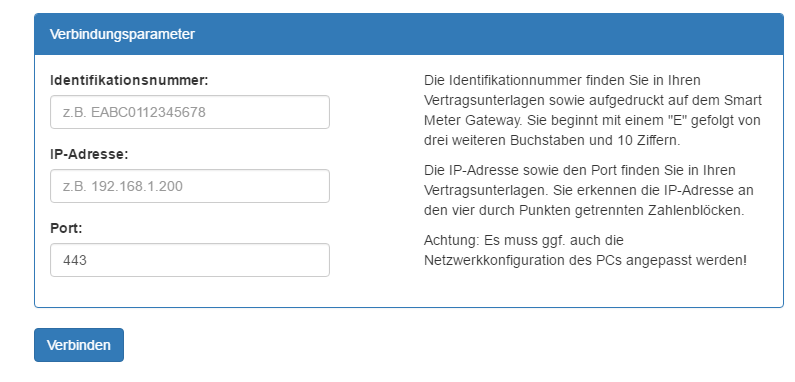 Verbindungsparameter
Identifikationsnummer:
z.B. EABC0112345678
IP-Adresse:
z.B. 192.168.1.200
Port:
443
Die Identifikationnummer finden Sie in Ihren
Vertragsunterlagen sowie aufgedruckt auf dem Smart
Meter Gateway. Sie beginnt mit einem "E" gefolgt von
drei weiteren Buchstaben und 10 Ziffern.
Die IP-Adresse sowie den Port finden Sie in Ihren
Vertragsunterlagen. Sie erkennen die IP-Adresse an
den vier durch Punkten getrennten Zahlenblöcken.
Achtung: Es muss ggf. auch die
Netzwerkkonfiguration des PCs angepasst werden!
Verbinden